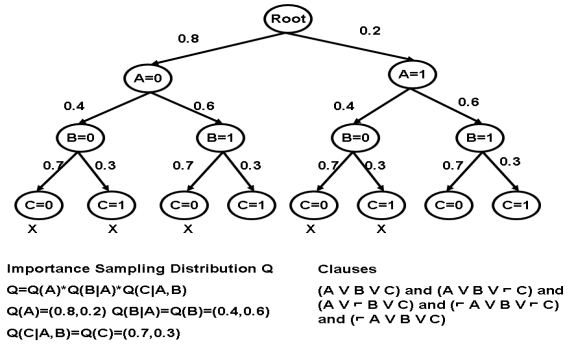 Root
0.8 0.2
A=0 A=1
0.4 0.6 0.4 0.6
B=0 B=1 B=0 B=1
0.7 0.3 0.7 0.3 0.7 0.3 0.7 0.3
C=0 C=1 C=0 C=1 C=0 C=1 C=0 C=1
X X X X X
Importance Sampling Distribution Q
Q=Q(A)*Q(B|A)*Q(C|A,B)
Q(A)=(0.8,0.2) Q(B|A)=Q(B)=(0.4,0.6)
Q(C|A,B)=Q(C)=(0.7,0.3)
Clauses
(A V B V C) and (A V B V ⌐ C) and
(A V ⌐ B V C) and (⌐ A V B V ⌐ C)
and (⌐ A V B V C)